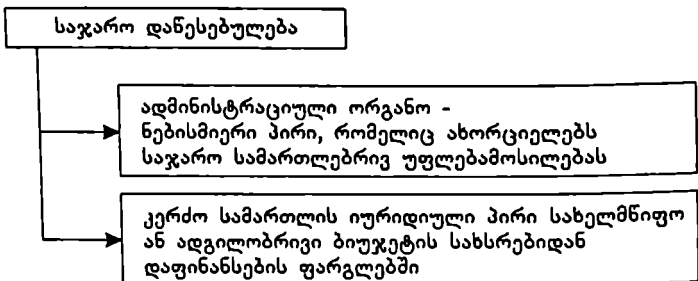 საჯარო დაწესებულება
ადმინისტრაციული ორგანო -
ნებისმიერი პირი, რომელიც ახორციელებს
საჯარო სამართლებრივ უფლებამოსილებას
კერძო სამართლის იურიდიული პირი სახელმწიფო
ან ადგილობრივი ბიუჯეტის სახსრებიდან
დაფინანსების ფარგლებში